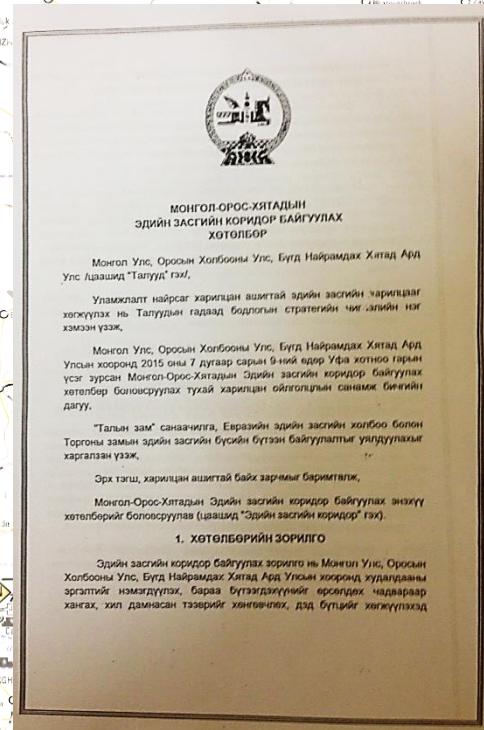 МОНГОЛ-ОРОС-ХЯТАДЫН
ЭДИЙН ЗАСГИЙН КОРИДОР БАЙГУУЛАХ
ХӨТӨЛБӨР
Монгол Улс, Оросын Холбооны Улс, Бүгд Найрамдах Хятад Ард
Улс /цаашид "Талууд" гэх/,
Уламжлалт найрсаг харилцан ашигтай эдийн засгийн харилцааг
хөгжүүлэх нь Талуудын гадаад бодлогын стратегийн чиглэлийн нэг
хэмээн үзэж,
Монгол Улс, Оросын Холбооны Улс, Бүгд Найрамдах Хятад Ард
Улсын хооронд 2015 оны 7 дугаар сарын 9-ний өдөр Уфа хотноо гарын
үсэг зурсан Монгол-Орос-Хятадын Эдийн засгийн коридор байгуулах
хөтөлбөр боловсруулах тухай харилцан ойлголцлын санамж бичгийн
дагуу,
"Талын зам" санаачилга, Евразийн эдийн засгийн холбоо болон
Торгоны замын эдийн засгийн бүсийн бүтээн байгуулалтыг уялдуулахыг
харгалзан үзэж,
Эрх тэгш, харилцан ашигтай байх зарчмыг баримталж,
Монгол-Орос-Хятадын Эдийн засгийн коридор байгуулах энэхүү
хөтөлбөрийг боловсруулав (цаашид "Эдийн засгийн коридор" гэх).
1. ХӨТӨЛБӨРИЙН ЗОРИЛГО
Эдийн засгийн коридор байгуулах зорилго нь Монгол Улс, Оросын
Холбооны Улс, Бүгд Найрамдах Хятад Ард Улсын хооронд худалдааны
эргэлтийг нэмэгдүүлэх, бараа бүтээгдэхүүнийг өрсөлдөх чадвараар
хангах, хил дамнасан тээврийг хөнгөвчлөх, дэд бүтцийг хөгжүүлэхэд